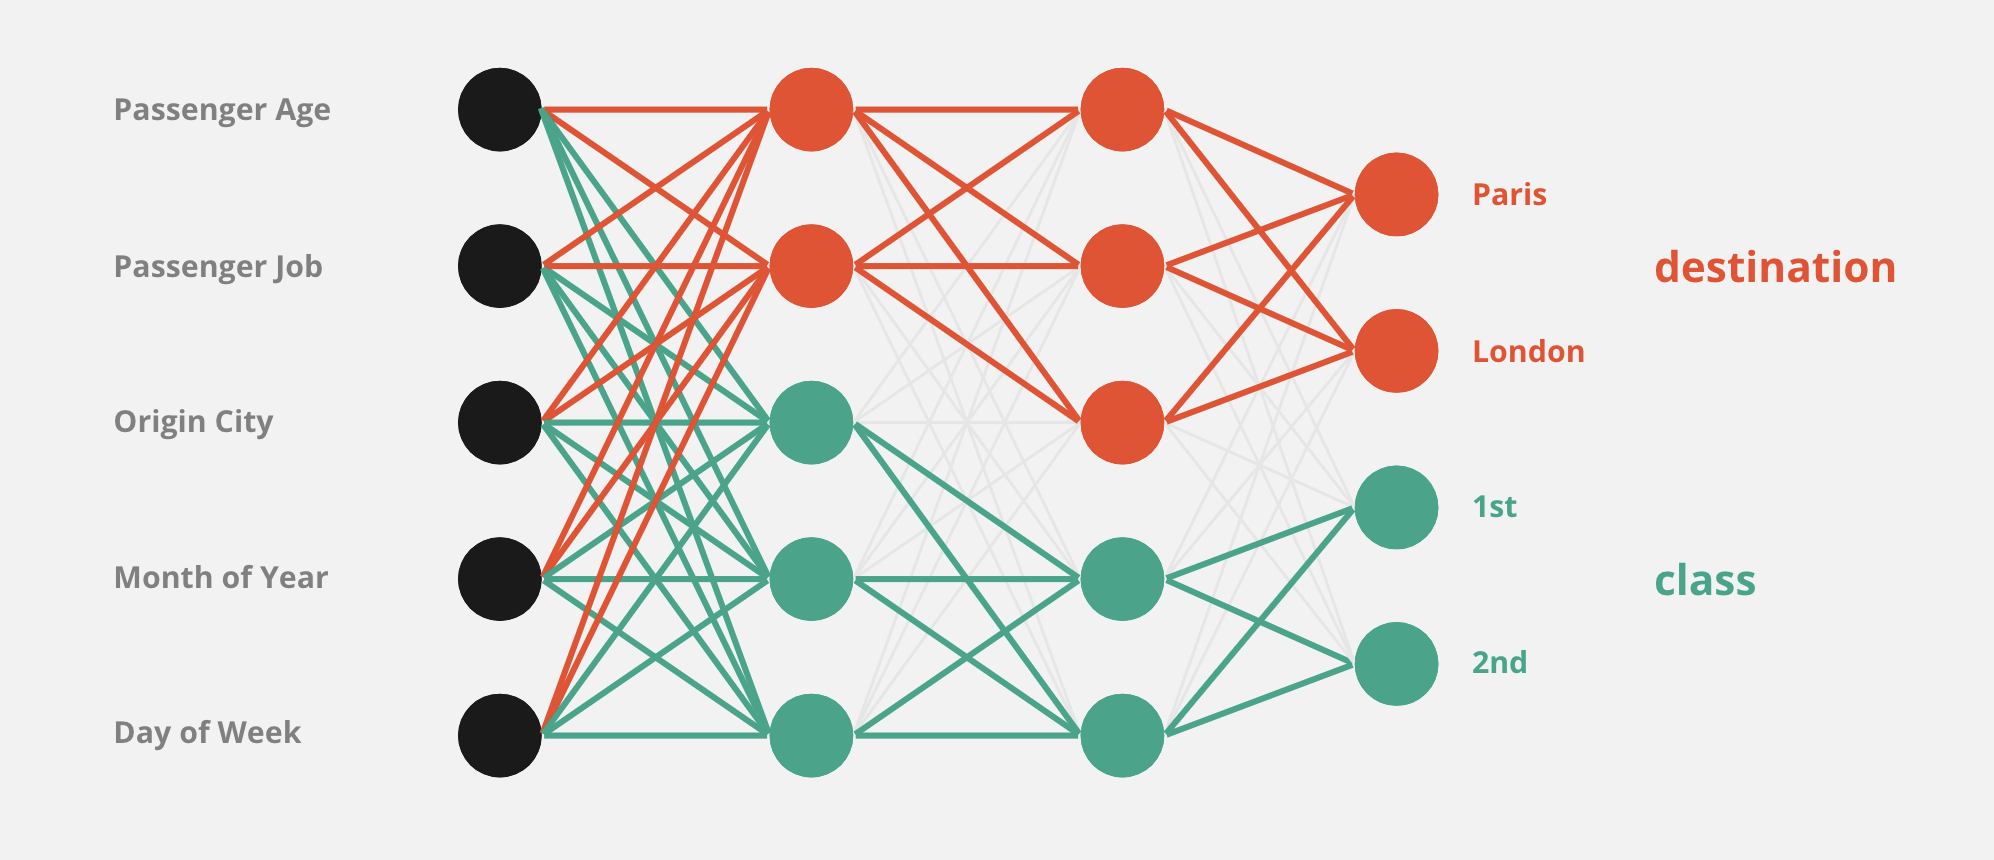 Passenger Age
Passenger Job
Origin City
Month of Year
Day of Week
Paris
London
destination
1st
2nd
class